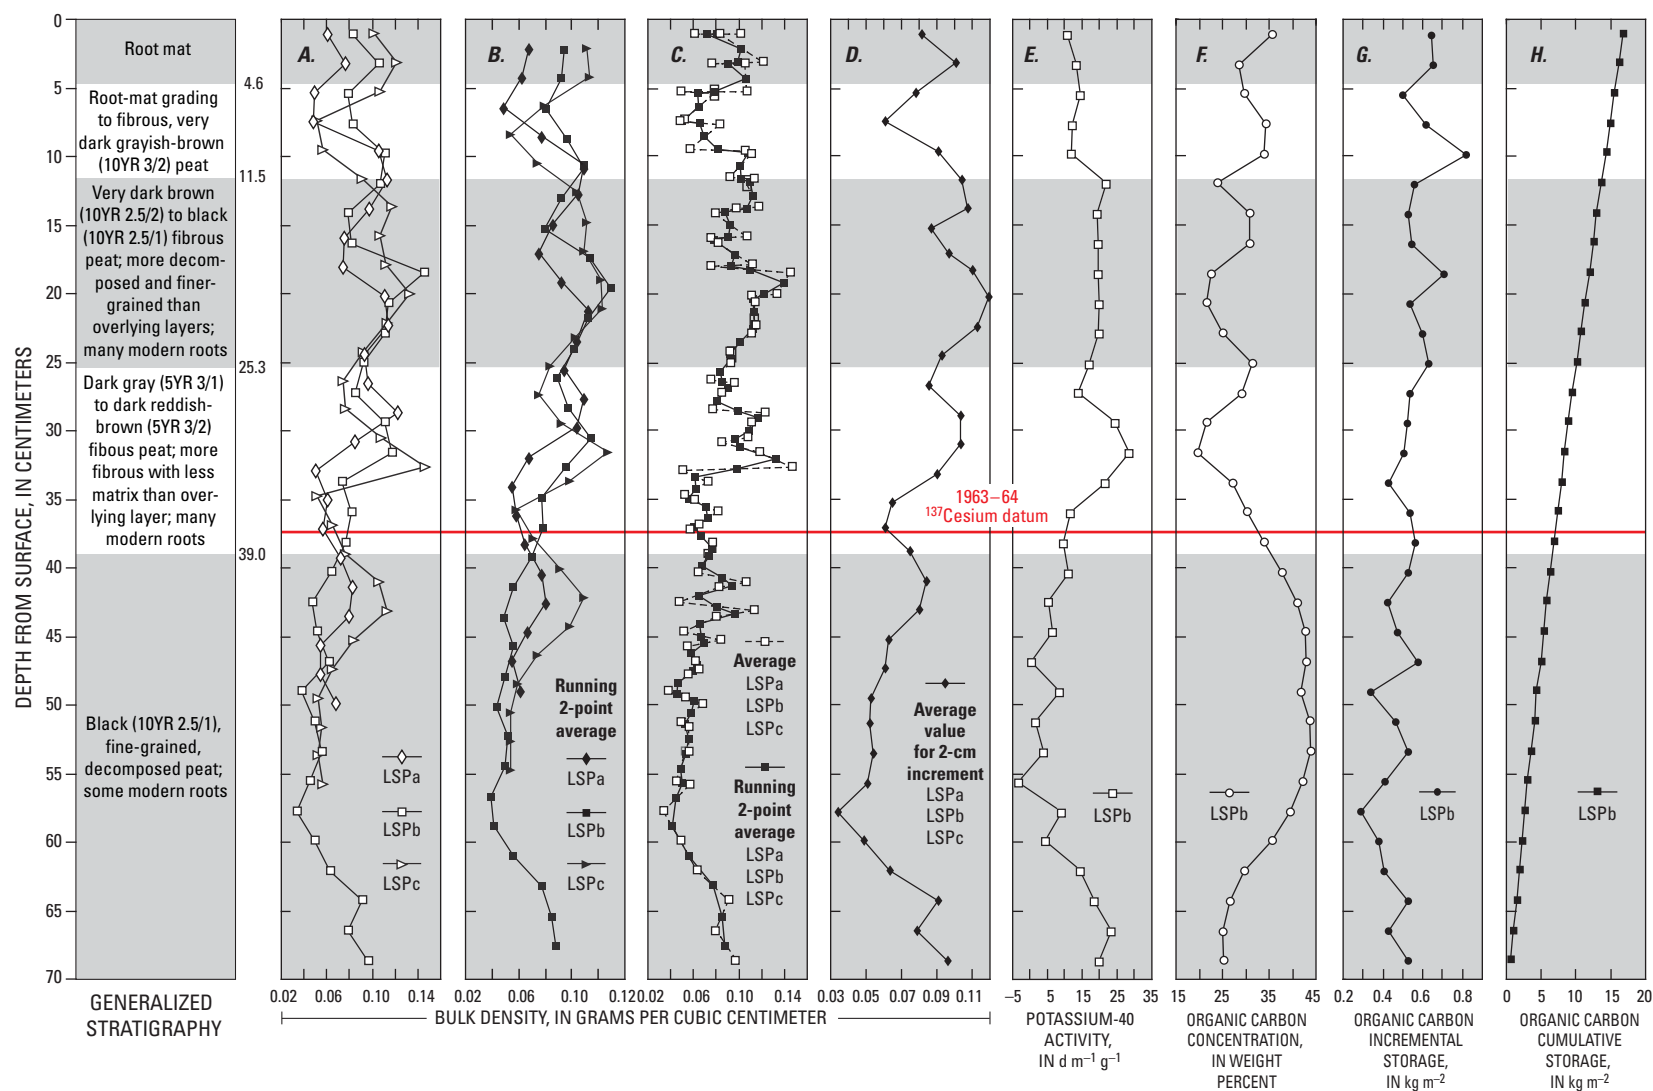 DEPTH FROM SURFACE, IN CENTIMETERS
0
5
10
15
20
25
30
35
40
45
50
55
60
65
70
Root mat
4.6
Root-mat grading
to fibrous, very
dark grayish-brown
(10YR 3/2) peat
11.5
Very dark brown
(10YR 2.5/2) to black
(10YR 2.5/1) fibrous
peat; more decom-
posed and finer-
grained than
overlying layers;
many modern roots
25.3
Dark gray (5YR 3/1)
to dark reddish-
brown (5YR 3/2)
fibous peat; more
fibrous with less
matrix than over-
lying layer; many
modern roots
39.0
Black (10YR 2.5/1),
fine-grained,
decomposed peat;
some modern roots
GENERALIZED
STRATIGRAPHY
A.
LSPa
LSPb
LSPc
0.02 0.06 0.10 0.14
B.
Running
2-point
average
LSPa
LSPb
LSPc
0.02 0.06 0.10 0.12
C.
Average
LSPa
LSPb
LSPc
Running
2-point
average
LSPa
LSPb
LSPc
0.02 0.06 0.10 0.14
D.
1963–64
137Cesium datum
Average
value
for 2-cm
increment
LSPa
LSPb
LSPc
0.03 0.05 0.07 0.09 0.11
BULK DENSITY, IN GRAMS PER CUBIC CENTIMETER
E.
LSPb
–5 5 15 25 35
POTASSIUM-40
ACTIVITY,
IN d m–1 g–1
F.
LSPb
15 25 35 45
ORGANIC CARBON
CONCENTRATION,
IN WEIGHT
PERCENT
G.
LSPb
0.2 0.4 0.6 0.8
ORGANIC CARBON
INCREMENTAL
STORAGE,
IN kg m–2
H.
LSPb
0 5 10 15 20
ORGANIC CARBON
CUMULATIVE
STORAGE,
IN kg m–2